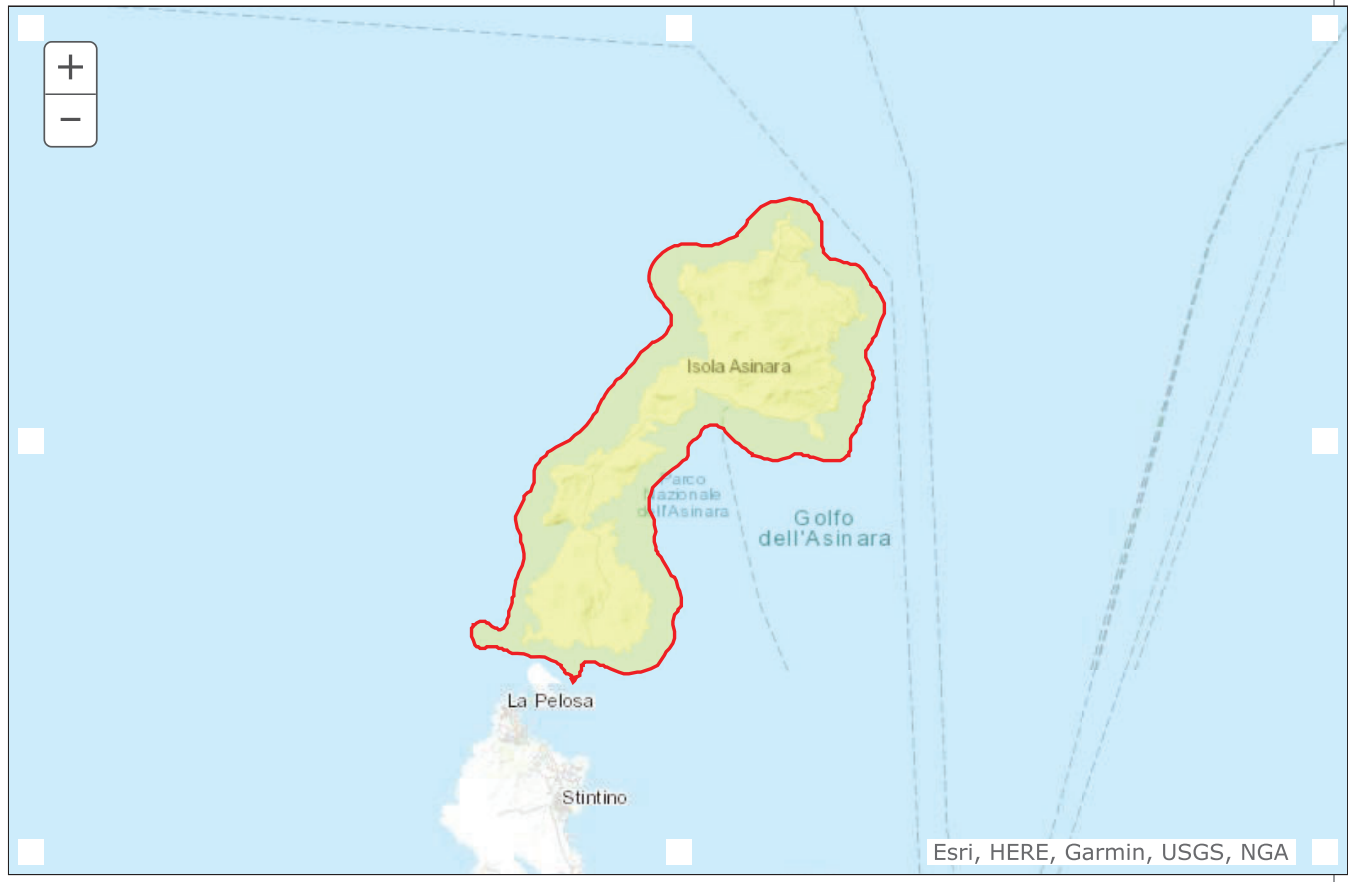 +
−
Isola Asinara
Parco
Nazionale
dell'Asinara
Golfo
dell'Asinara
La Pelosa
Stintino
Esri, HERE, Garmin, USGS, NGA